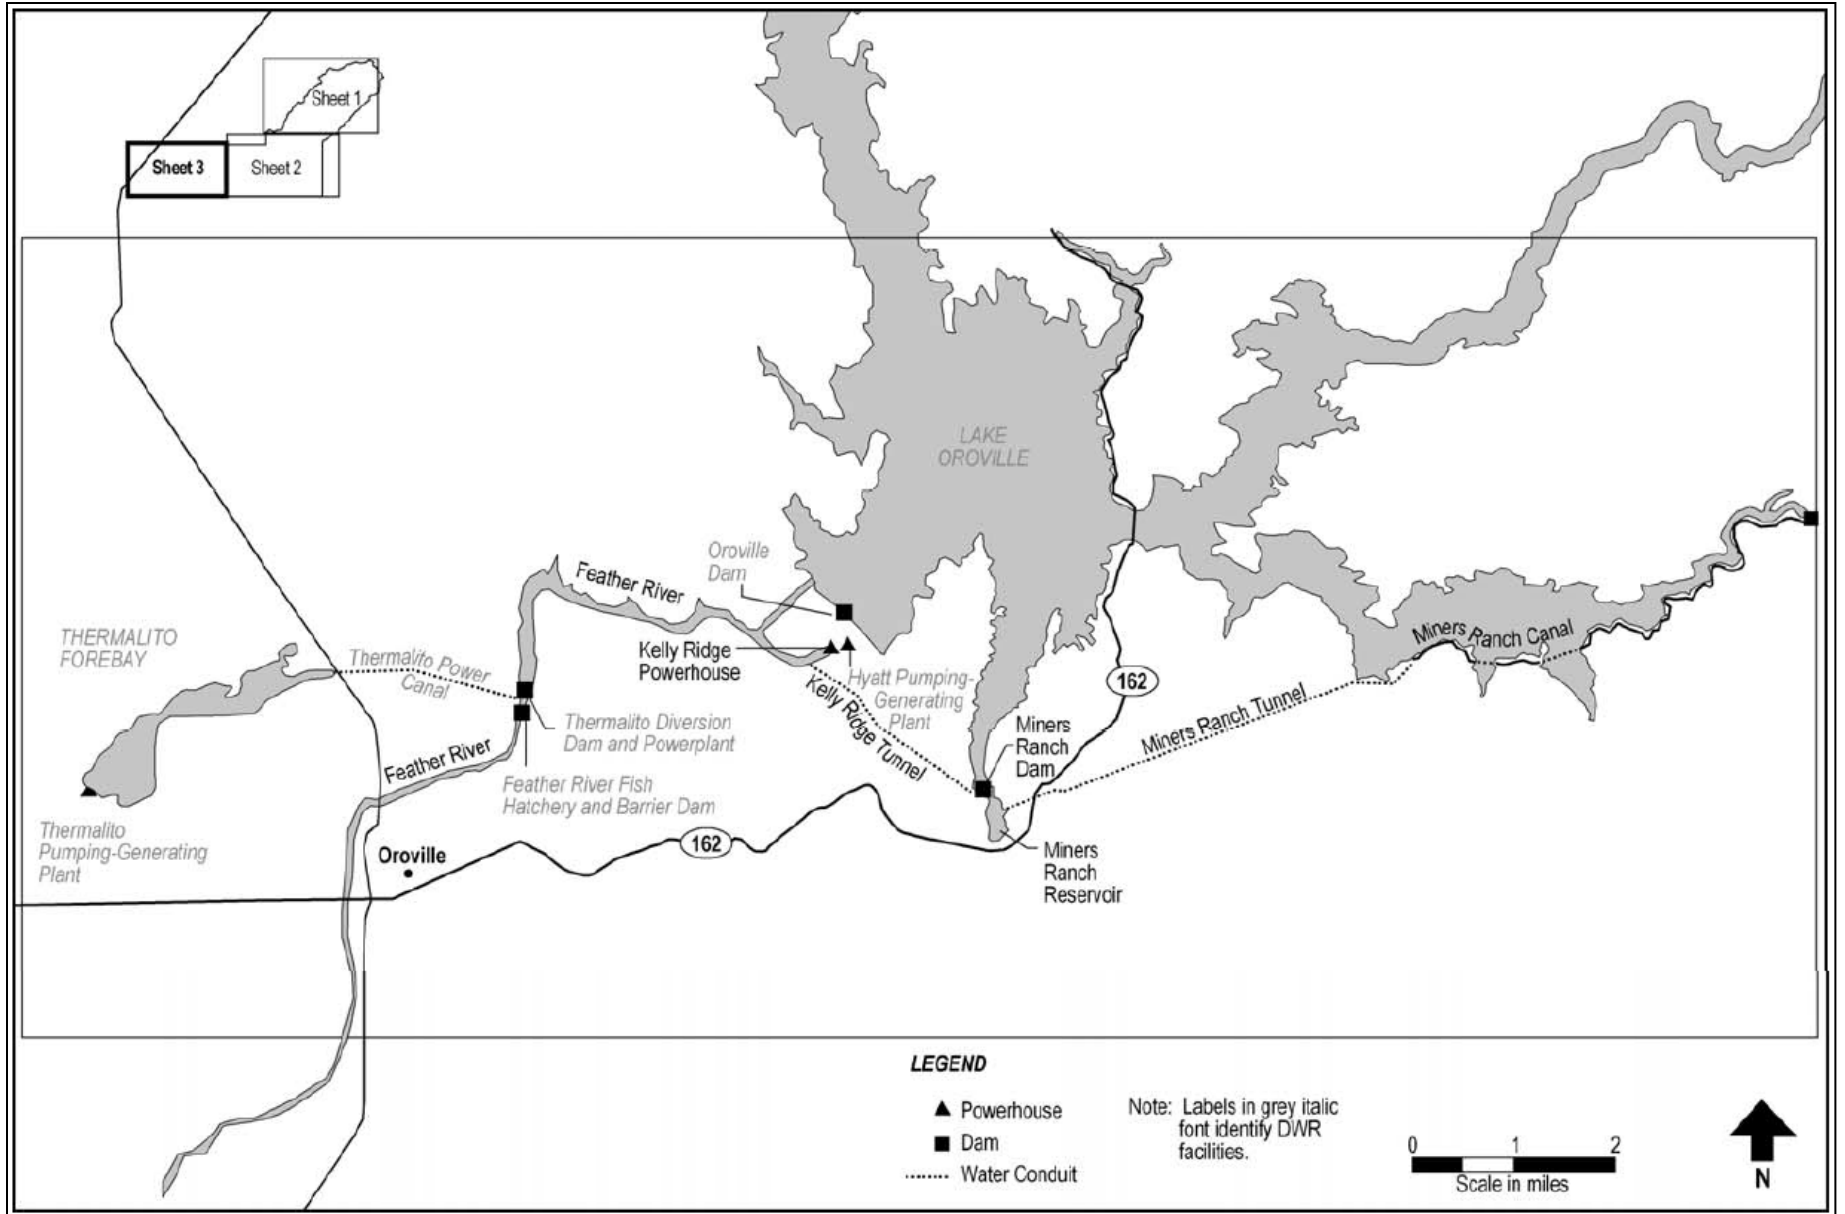 Sheet 1
Sheet 3
Sheet 2
LAKE
OROVILLE
Oroville
Dam
Feather River
THERMALITO
FOREBAY
Thermalito Power
Canal
Kelly Ridge
Powerhouse
Hyatt Pumping-
Generating
Plant
Kelly Ridge Tunnel
Miners Ranch Canal
162
Miners Ranch Tunnel
Thermalito Diversion
Dam and Powerplant
Miners
Ranch
Dam
Feather River
Feather River Fish
Hatchery and Barrier Dam
Thermalito
Pumping-Generating
Plant
Oroville
162
Miners
Ranch
Reservoir
LEGEND
Powerhouse
Dam
Water Conduit
Note: Labels in grey italic
font identify DWR
facilities.
0 1 2
Scale in miles
N